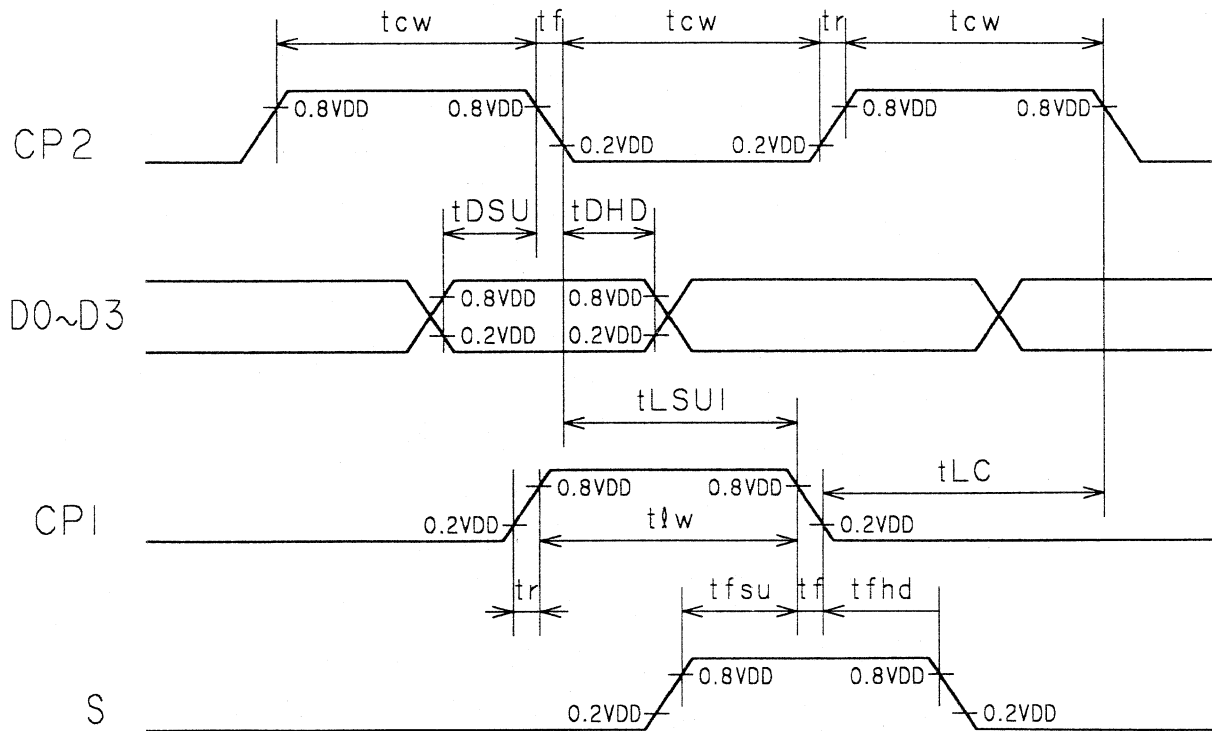 tcw tf tcw tr tcw
0.8VDD 0.8VDD 0.8VDD 0.8VDD
CP2
0.2VDD 0.2VDD
tDSU tDHD
0.8VDD 0.8VDD
D0~D3
0.2VDD 0.2VDD
tLSU1
tLC
0.8VDD 0.8VDD
CP1
0.2VDD tℓw 0.2VDD
tr tfsu tf tfhd
0.8VDD 0.8VDD
S
0.2VDD 0.2VDD